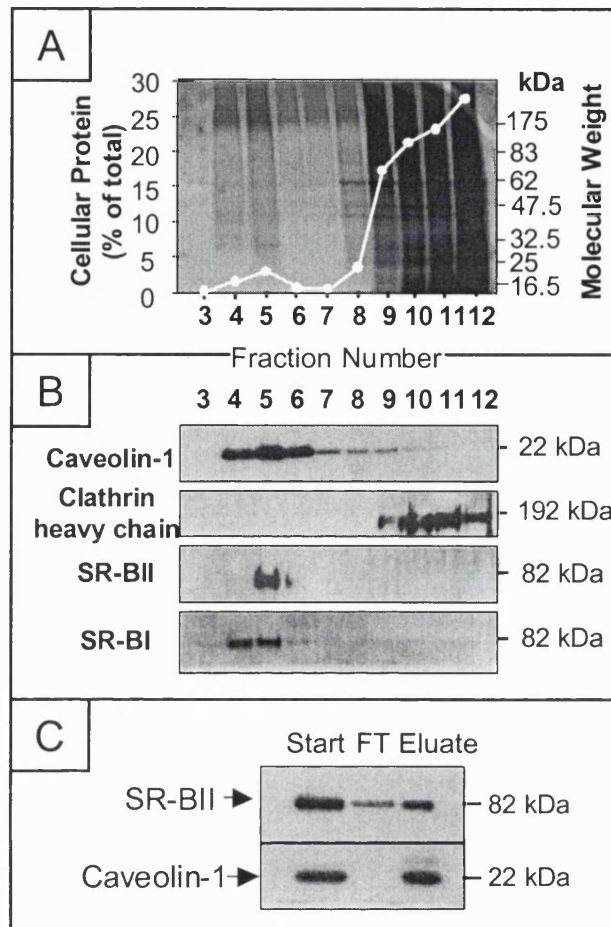 A
Cellular Protein
(% of total)
30
25
20
15
10
5
0
kDa
175
83
62
47.5
32.5
25
16.5
Molecular Weight
3 4 5 6 7 8 9 10 11 12
Fraction Number
B
3 4 5 6 7 8 9 10 11 12
Caveolin-1
22 kDa
Clathrin
heavy chain
192 kDa
SR-BII
82 kDa
SR-BI
82 kDa
C
Start FT Eluate
SR-BII
82 kDa
Caveolin-1
22 kDa